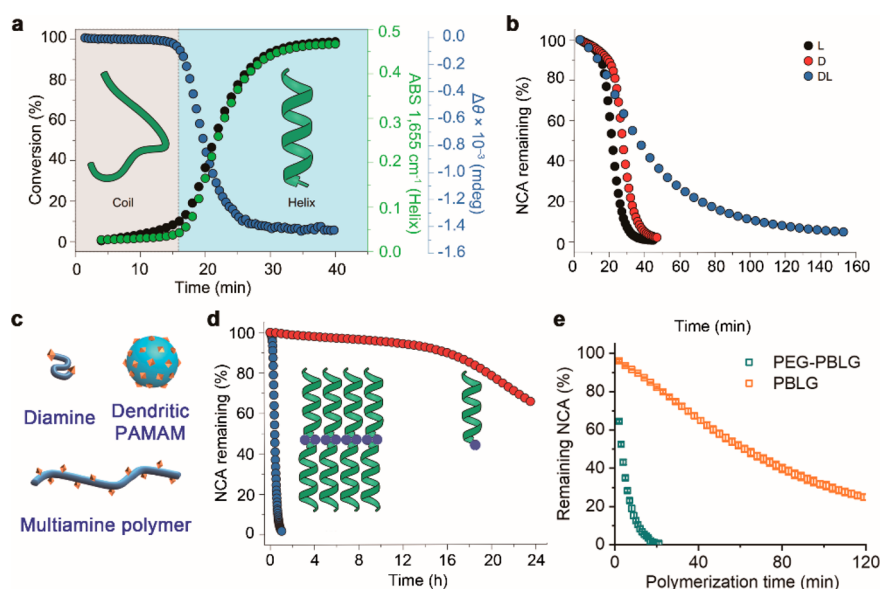 a
Conversion (%)
100
80
60
40
20
0
Coil
Helix
0
10
20
30
40
Time (min)
0.5
0.4
0.3
0.2
0.1
0.0
ABS 1,655 cm⁻¹ (Helix)
0.0
-0.2
-0.4
-0.6
-0.8
-1.0
-1.2
-1.4
-1.6
Δθ × 10⁻³ (mdeg)
b
NCA remaining (%)
100
80
60
40
20
0
L
D
DL
0
20
40
60
80
100
120
140
160
Time (min)
c
Diamine
Dendritic
PAMAM
Multiamine polymer
d
NCA remaining (%)
100
80
60
40
20
0
0
4
8
12
16
20
24
Time (h)
e
Remaining NCA (%)
100
80
60
40
20
0
PEG-PBLG
PBLG
0
20
40
60
80
100
120
Polymerization time (min)